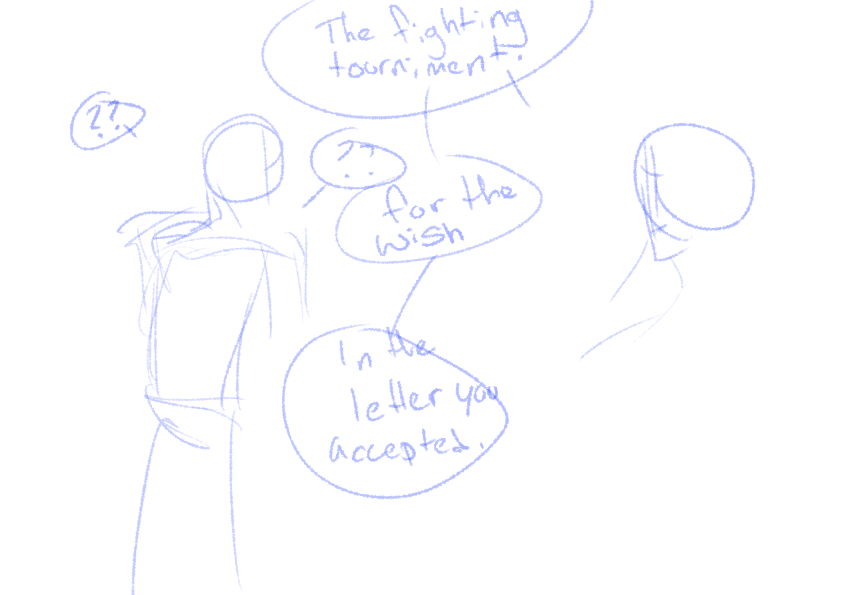 The fighting
tourniment.
??
??
for the
wish
In the
letter you
accepted.